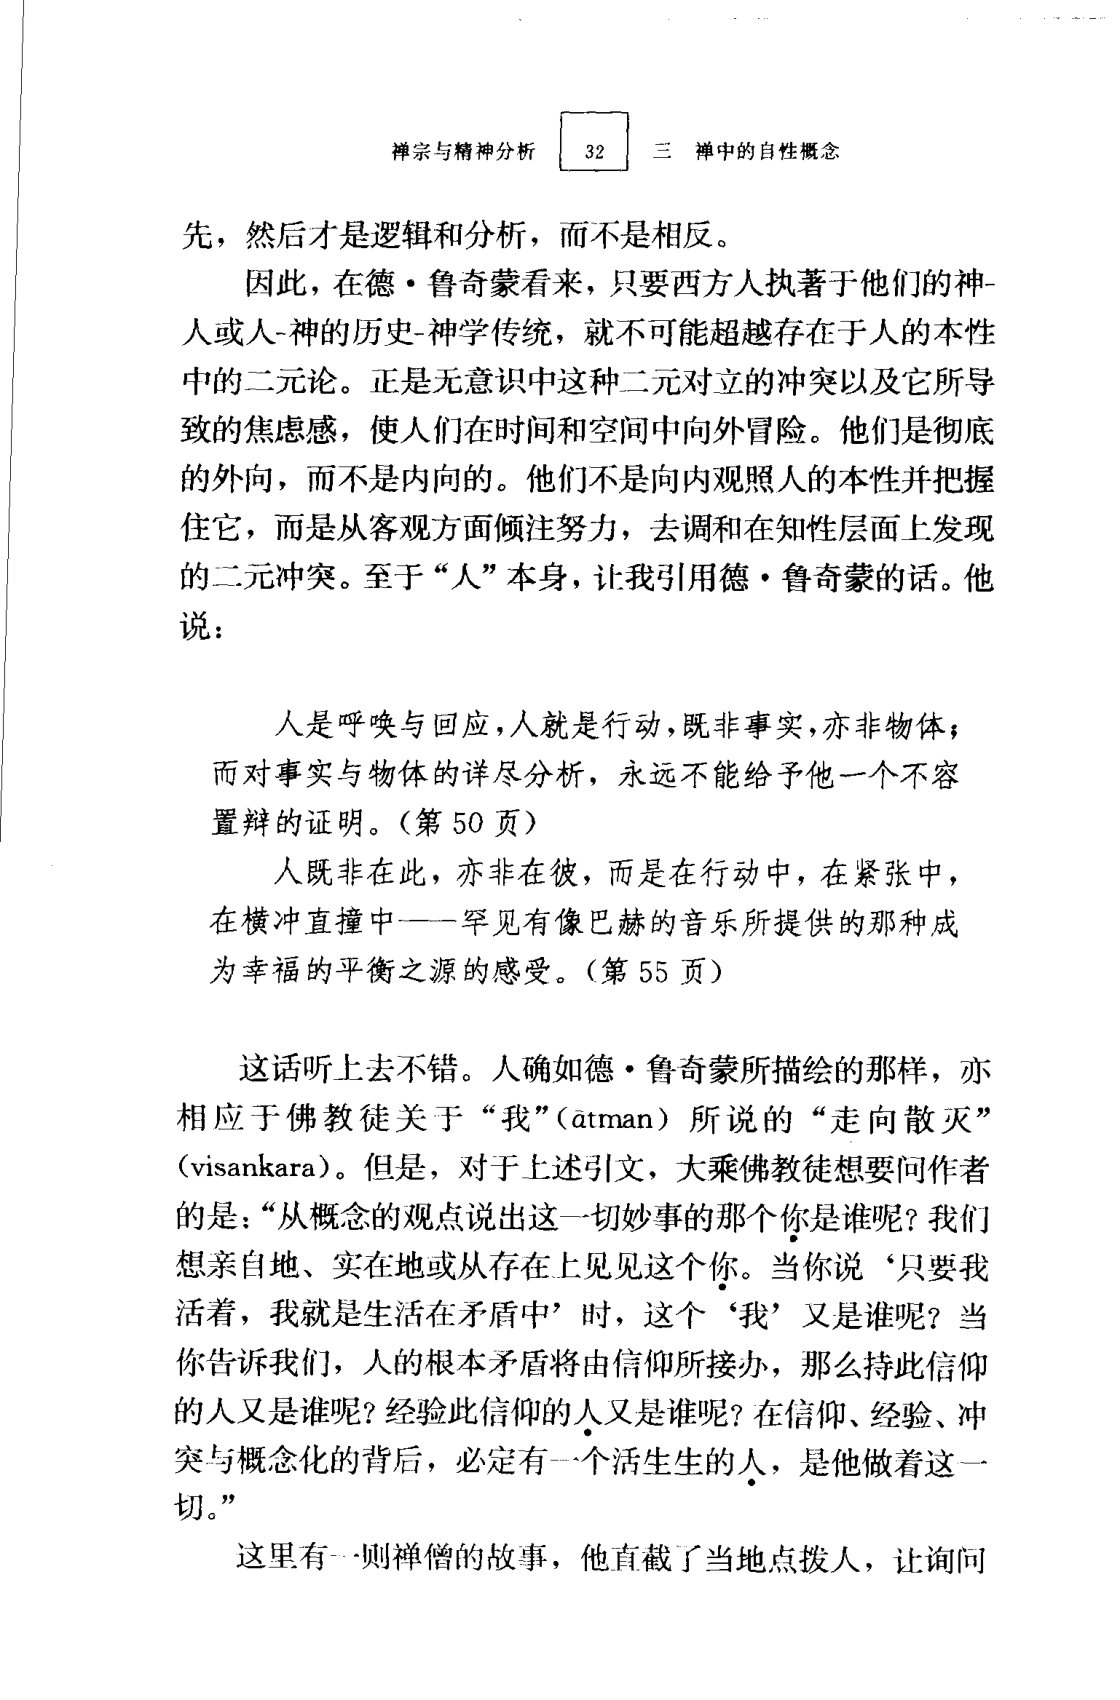 禅宗与精神分析 32 三 禅中的自性概念
先，然后才是逻辑和分析，而不是相反。
因此，在德·鲁奇蒙看来，只要西方人执著于他们的神-
人或人-神的历史-神学传统，就不可能超越存在于人的本性
中的二元论。正是无意识中这种二元对立的冲突以及它所导
致的焦虑感，使人们在时间和空间中向外冒险。他们是彻底
的外向，而不是内向的。他们不是向内观照人的本性并把握
住它，而是从客观方面倾注努力，去调和在知性层面上发现
的二元冲突。至于“人”本身，让我引用德·鲁奇蒙的话。他
说：
人是呼唤与回应，人就是行动，既非事实，亦非物体；
而对事实与物体的详尽分析，永远不能给予他一个不容
置辩的证明。（第 50 页）
人既非在此，亦非在彼，而是在行动中，在紧张中，
在横冲直撞中——罕见有像巴赫的音乐所提供的那种成
为幸福的平衡之源的感受。（第 55 页）
这话听上去不错。人确如德·鲁奇蒙所描绘的那样，亦
相应于佛教徒关于“我”（ātman）所说的“走向散灭”
（visankara）。但是，对于上述引文，大乘佛教徒想要问作者
的是：“从概念的观点说出这一切妙事的那个你是谁呢？我们
想亲自地、实在地或从存在上见见这个你。当你说‘只要我
活着，我就是生活在矛盾中’时，这个‘我’又是谁呢？当
你告诉我们，人的根本矛盾将由信仰所接办，那么持此信仰
的人又是谁呢？经验此信仰的人又是谁呢？在信仰、经验、冲
突与概念化的背后，必定有一个活生生的人，是他做着这一
切。”
这里有一则禅僧的故事，他直截了当地点拨人，让询问